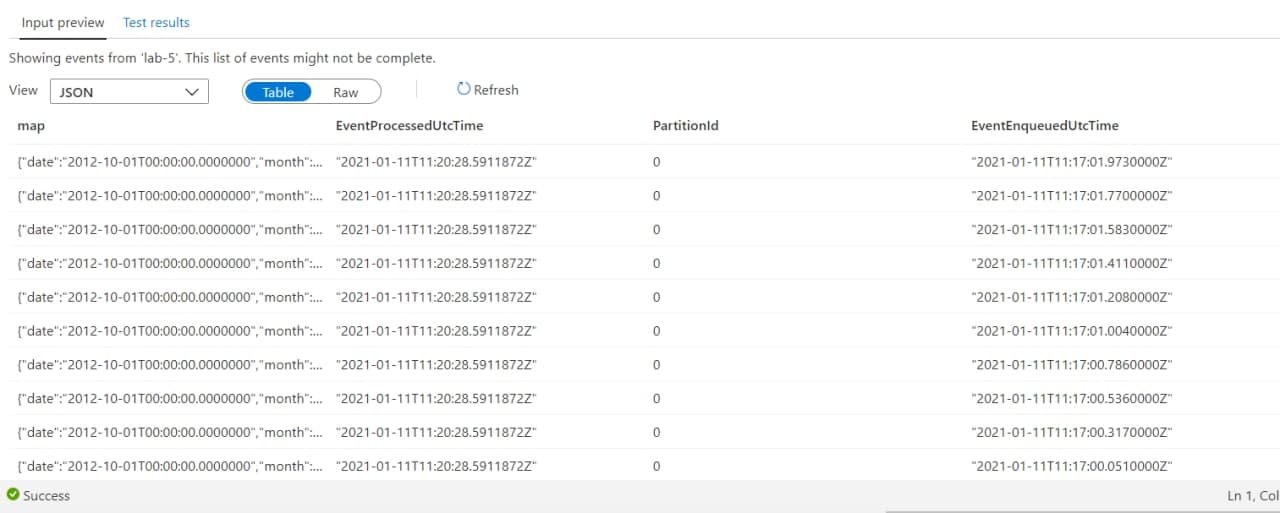 Input preview Test results
Showing events from 'lab-5'. This list of events might not be complete.
View JSON Table Raw Refresh
map EventProcessedUtcTime PartitionId EventEnqueuedUtcTime
{"date":"2012-10-01T00:00:00.0000000","month":... "2021-01-11T11:20:28.5911872Z" 0 "2021-01-11T11:17:01.9730000Z"
{"date":"2012-10-01T00:00:00.0000000","month":... "2021-01-11T11:20:28.5911872Z" 0 "2021-01-11T11:17:01.7700000Z"
{"date":"2012-10-01T00:00:00.0000000","month":... "2021-01-11T11:20:28.5911872Z" 0 "2021-01-11T11:17:01.5830000Z"
{"date":"2012-10-01T00:00:00.0000000","month":... "2021-01-11T11:20:28.5911872Z" 0 "2021-01-11T11:17:01.4110000Z"
{"date":"2012-10-01T00:00:00.0000000","month":... "2021-01-11T11:20:28.5911872Z" 0 "2021-01-11T11:17:01.2080000Z"
{"date":"2012-10-01T00:00:00.0000000","month":... "2021-01-11T11:20:28.5911872Z" 0 "2021-01-11T11:17:01.0040000Z"
{"date":"2012-10-01T00:00:00.0000000","month":... "2021-01-11T11:20:28.5911872Z" 0 "2021-01-11T11:17:00.7860000Z"
{"date":"2012-10-01T00:00:00.0000000","month":... "2021-01-11T11:20:28.5911872Z" 0 "2021-01-11T11:17:00.5360000Z"
{"date":"2012-10-01T00:00:00.0000000","month":... "2021-01-11T11:20:28.5911872Z" 0 "2021-01-11T11:17:00.3170000Z"
{"date":"2012-10-01T00:00:00.0000000","month":... "2021-01-11T11:20:28.5911872Z" 0 "2021-01-11T11:17:00.0510000Z"
Success Ln 1, Col